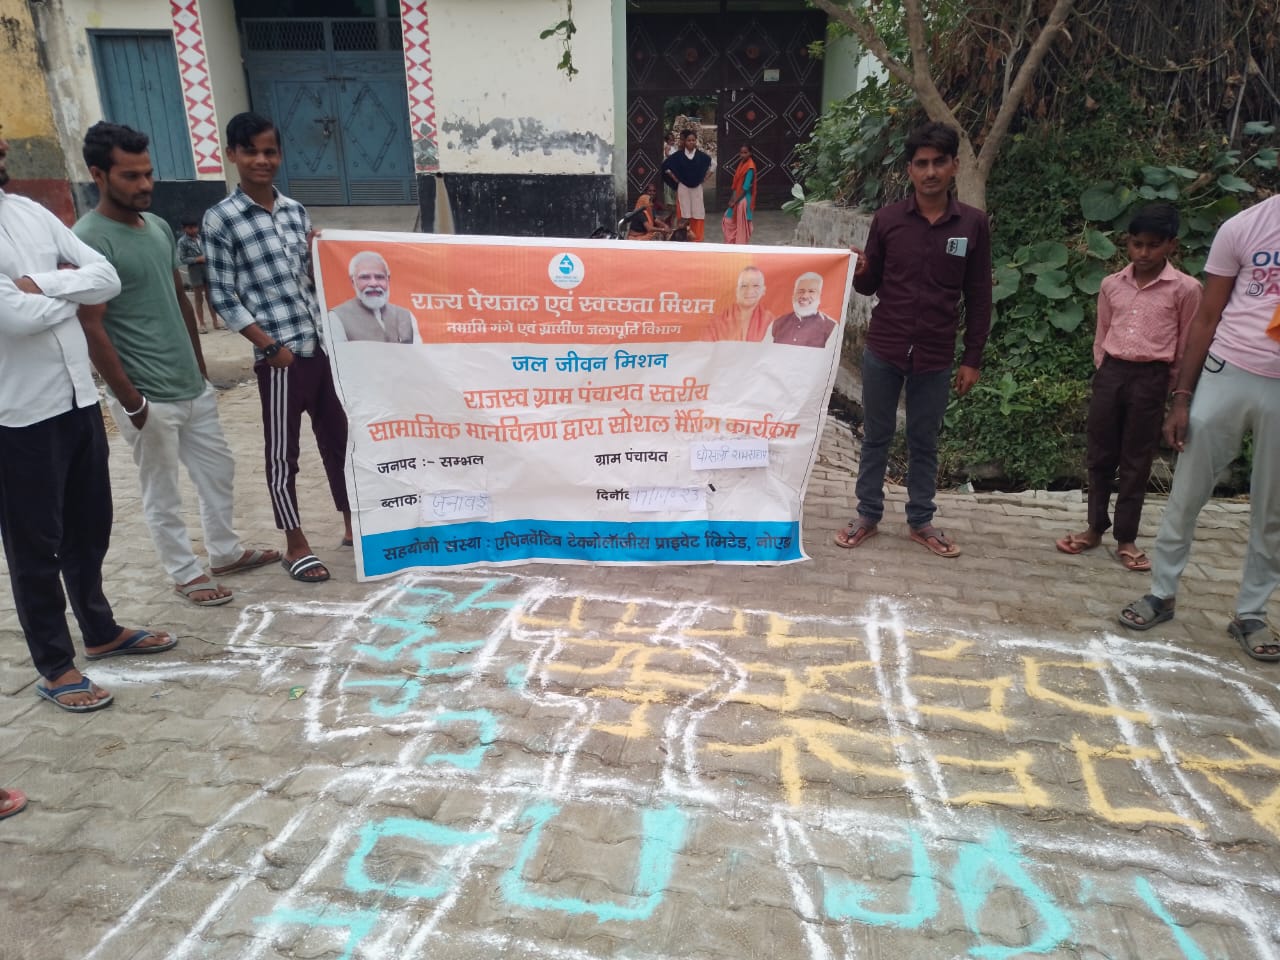 राज्य पेयजल एवं स्वच्छता मिशन
नमामि गंगे एवं ग्रामीण जलापूर्ति विभाग
जल जीवन मिशन
राजस्व ग्राम पंचायत स्तरीय
सामाजिक मानचित्रण द्वारा सोशल मैपिंग कार्यक्रम
जनपद :- सम्भल ग्राम पंचायत -
ब्लाकः जुनावई दिनाँक
सहयोगी संस्था : एपिनवेंटिव टेक्नोलॉजीस प्राइवेट लिमिटेड, नोएडा